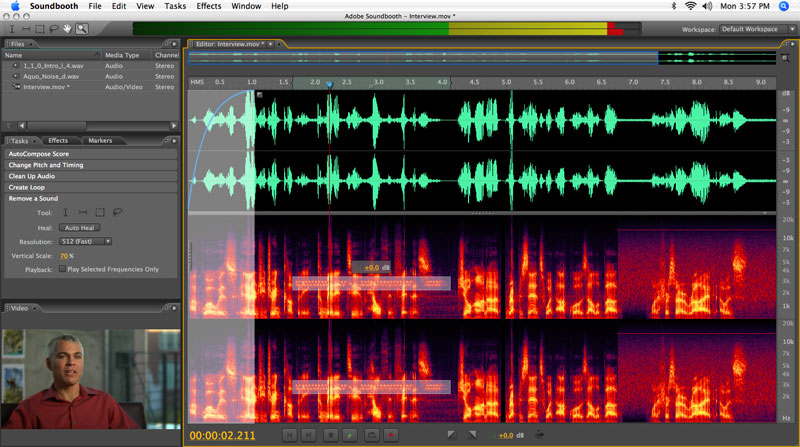 Soundbooth File Edit View Tasks Effects Window Help
Mon 3:57 PM
Adobe Soundbooth – Interview.mov *
Workspace: Default Workspace
Files
Name Media Type Channel
1_1_0_Intro_l_4.wav Audio Stereo
Aquo_Noise_d.wav Audio Stereo
Interview.mov * Audio/Video Stereo
Tasks Effects Markers
AutoCompose Score
Change Pitch and Timing
Clean Up Audio
Create Loop
Remove a Sound
Tool:
Heal: Auto Heal
Resolution: 512 (Fast)
Vertical Scale: 70 %
Playback: Play Selected Frequencies Only
Video
Editor: Interview.mov *
HMS 0.5 1.0 1.5 2.0 2.5 3.0 3.5 4.0 4.5 5.0 5.5 6.0 6.5 7.0 7.5 8.0 8.5 9.0
dB
-3
-9
∞
-9
-3
-3
-9
∞
-9
-3
20k
10k
5k
3k
2k
1k
+0.0 dB
10k
5k
4k
3k
2k
1k
Hz
00:00:02.211
+0.0 dB